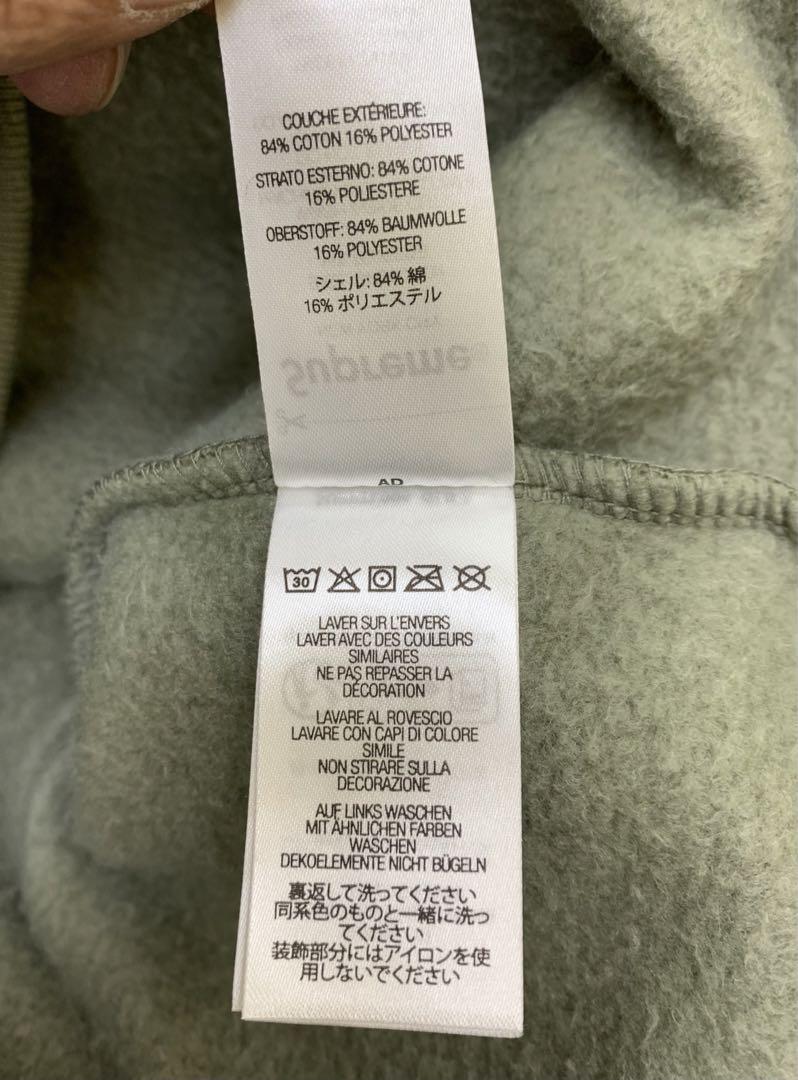 COUCHE EXTÉRIEURE:
84% COTON 16% POLYESTER
STRATO ESTERNO: 84% COTONE
16% POLIESTERE
OBERSTOFF: 84% BAUMWOLLE
16% POLYESTER
シェル: 84% 綿
16% ポリエステル
Supreme
AD
30
LAVER SUR L'ENVERS
LAVER AVEC DES COULEURS
SIMILAIRES
NE PAS REPASSER LA
DÉCORATION
LAVARE AL ROVESCIO
LAVARE CON CAPI DI COLORE
SIMILE
NON STIRARE SULLA
DECORAZIONE
AUF LINKS WASCHEN
MIT ÄHNLICHEN FARBEN
WASCHEN
DEKOELEMENTE NICHT BÜGELN
裏返して洗ってください
同系色のものと一緒に洗っ
てください
装飾部分にはアイロンを使
用しないでください